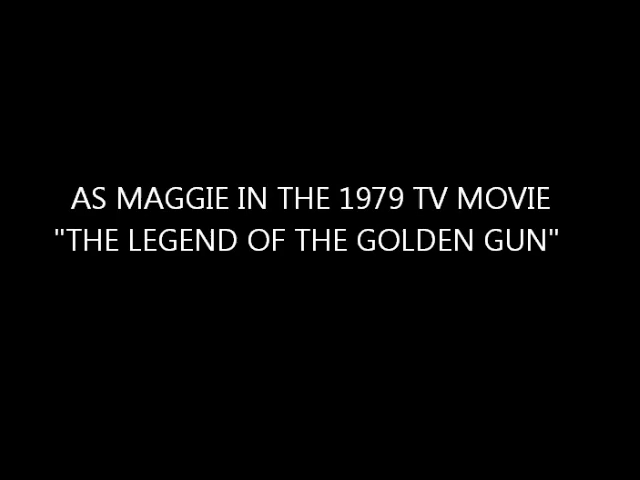 AS MAGGIE IN THE 1979 TV MOVIE
"THE LEGEND OF THE GOLDEN GUN"